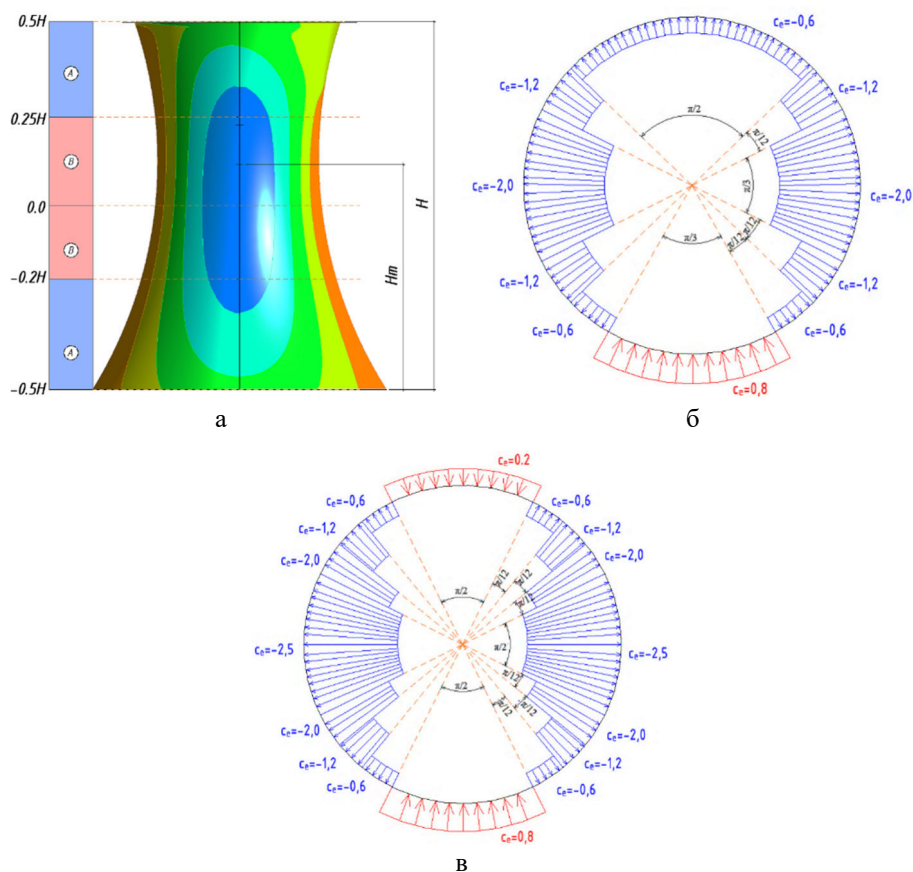 0.5H
A
0.25H
B
0.0
B
-0.2H
A
-0.5H
H
Hm
а
cₑ=-0,6
cₑ=-1,2
cₑ=-1,2
π/2
π/12
cₑ=-2,0
π/3
cₑ=-2,0
π/12
π/12
π/3
cₑ=-1,2
cₑ=-1,2
cₑ=-0,6
cₑ=-0,6
cₑ=0,8
б
cₑ=0.2
cₑ=-0,6
cₑ=-0,6
cₑ=-1,2
cₑ=-1,2
cₑ=-2,0
cₑ=-2,0
π/12
π/12
π/12
π/2
π/2
cₑ=-2,5
cₑ=-2,5
π/2
π/12
π/12
π/12
cₑ=-2,0
cₑ=-2,0
cₑ=-1,2
cₑ=-1,2
cₑ=-0,6
cₑ=-0,6
cₑ=0,8
в